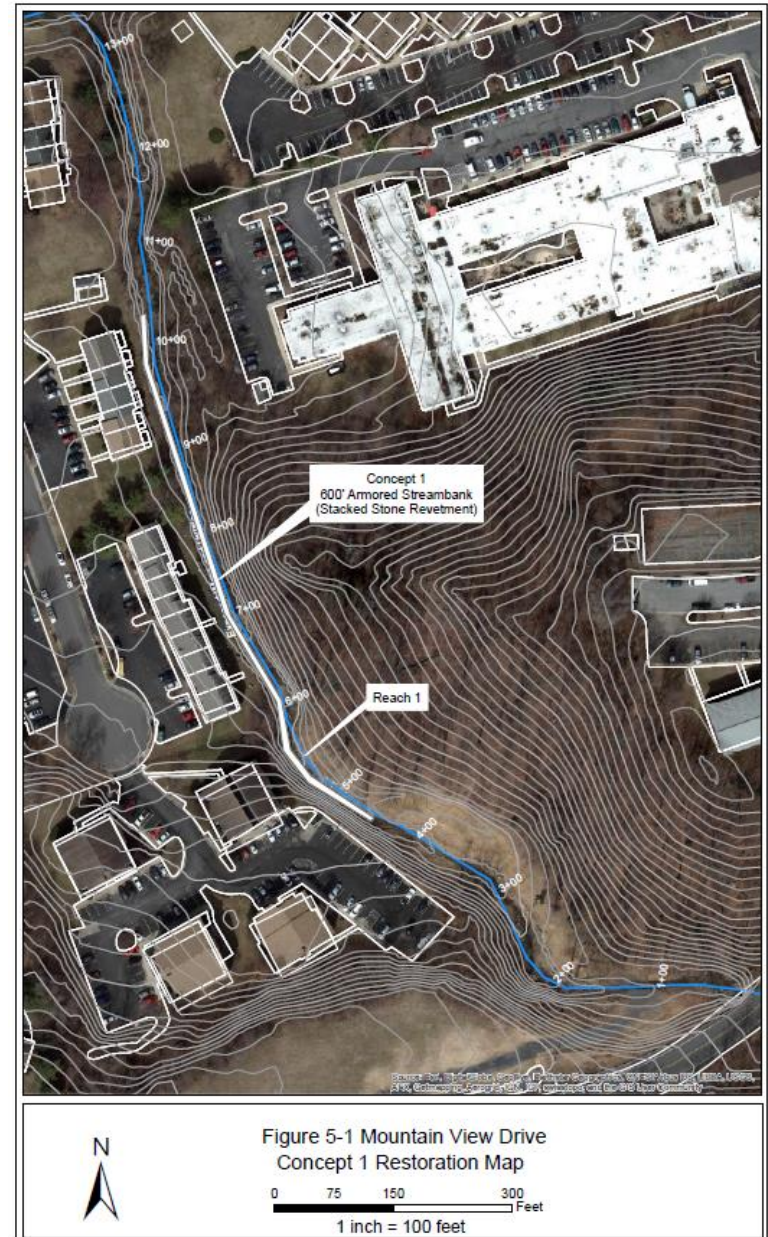 13+00
12+00
11+00
10+00
9+00
Concept 1
600' Armored Streambank
(Stacked Stone Revetment)
8+00
7+00
6+00
Reach 1
5+00
4+00
3+00
2+00
1+00
N
Figure 5-1 Mountain View Drive
Concept 1 Restoration Map
0 75 150 300
Feet
1 inch = 100 feet